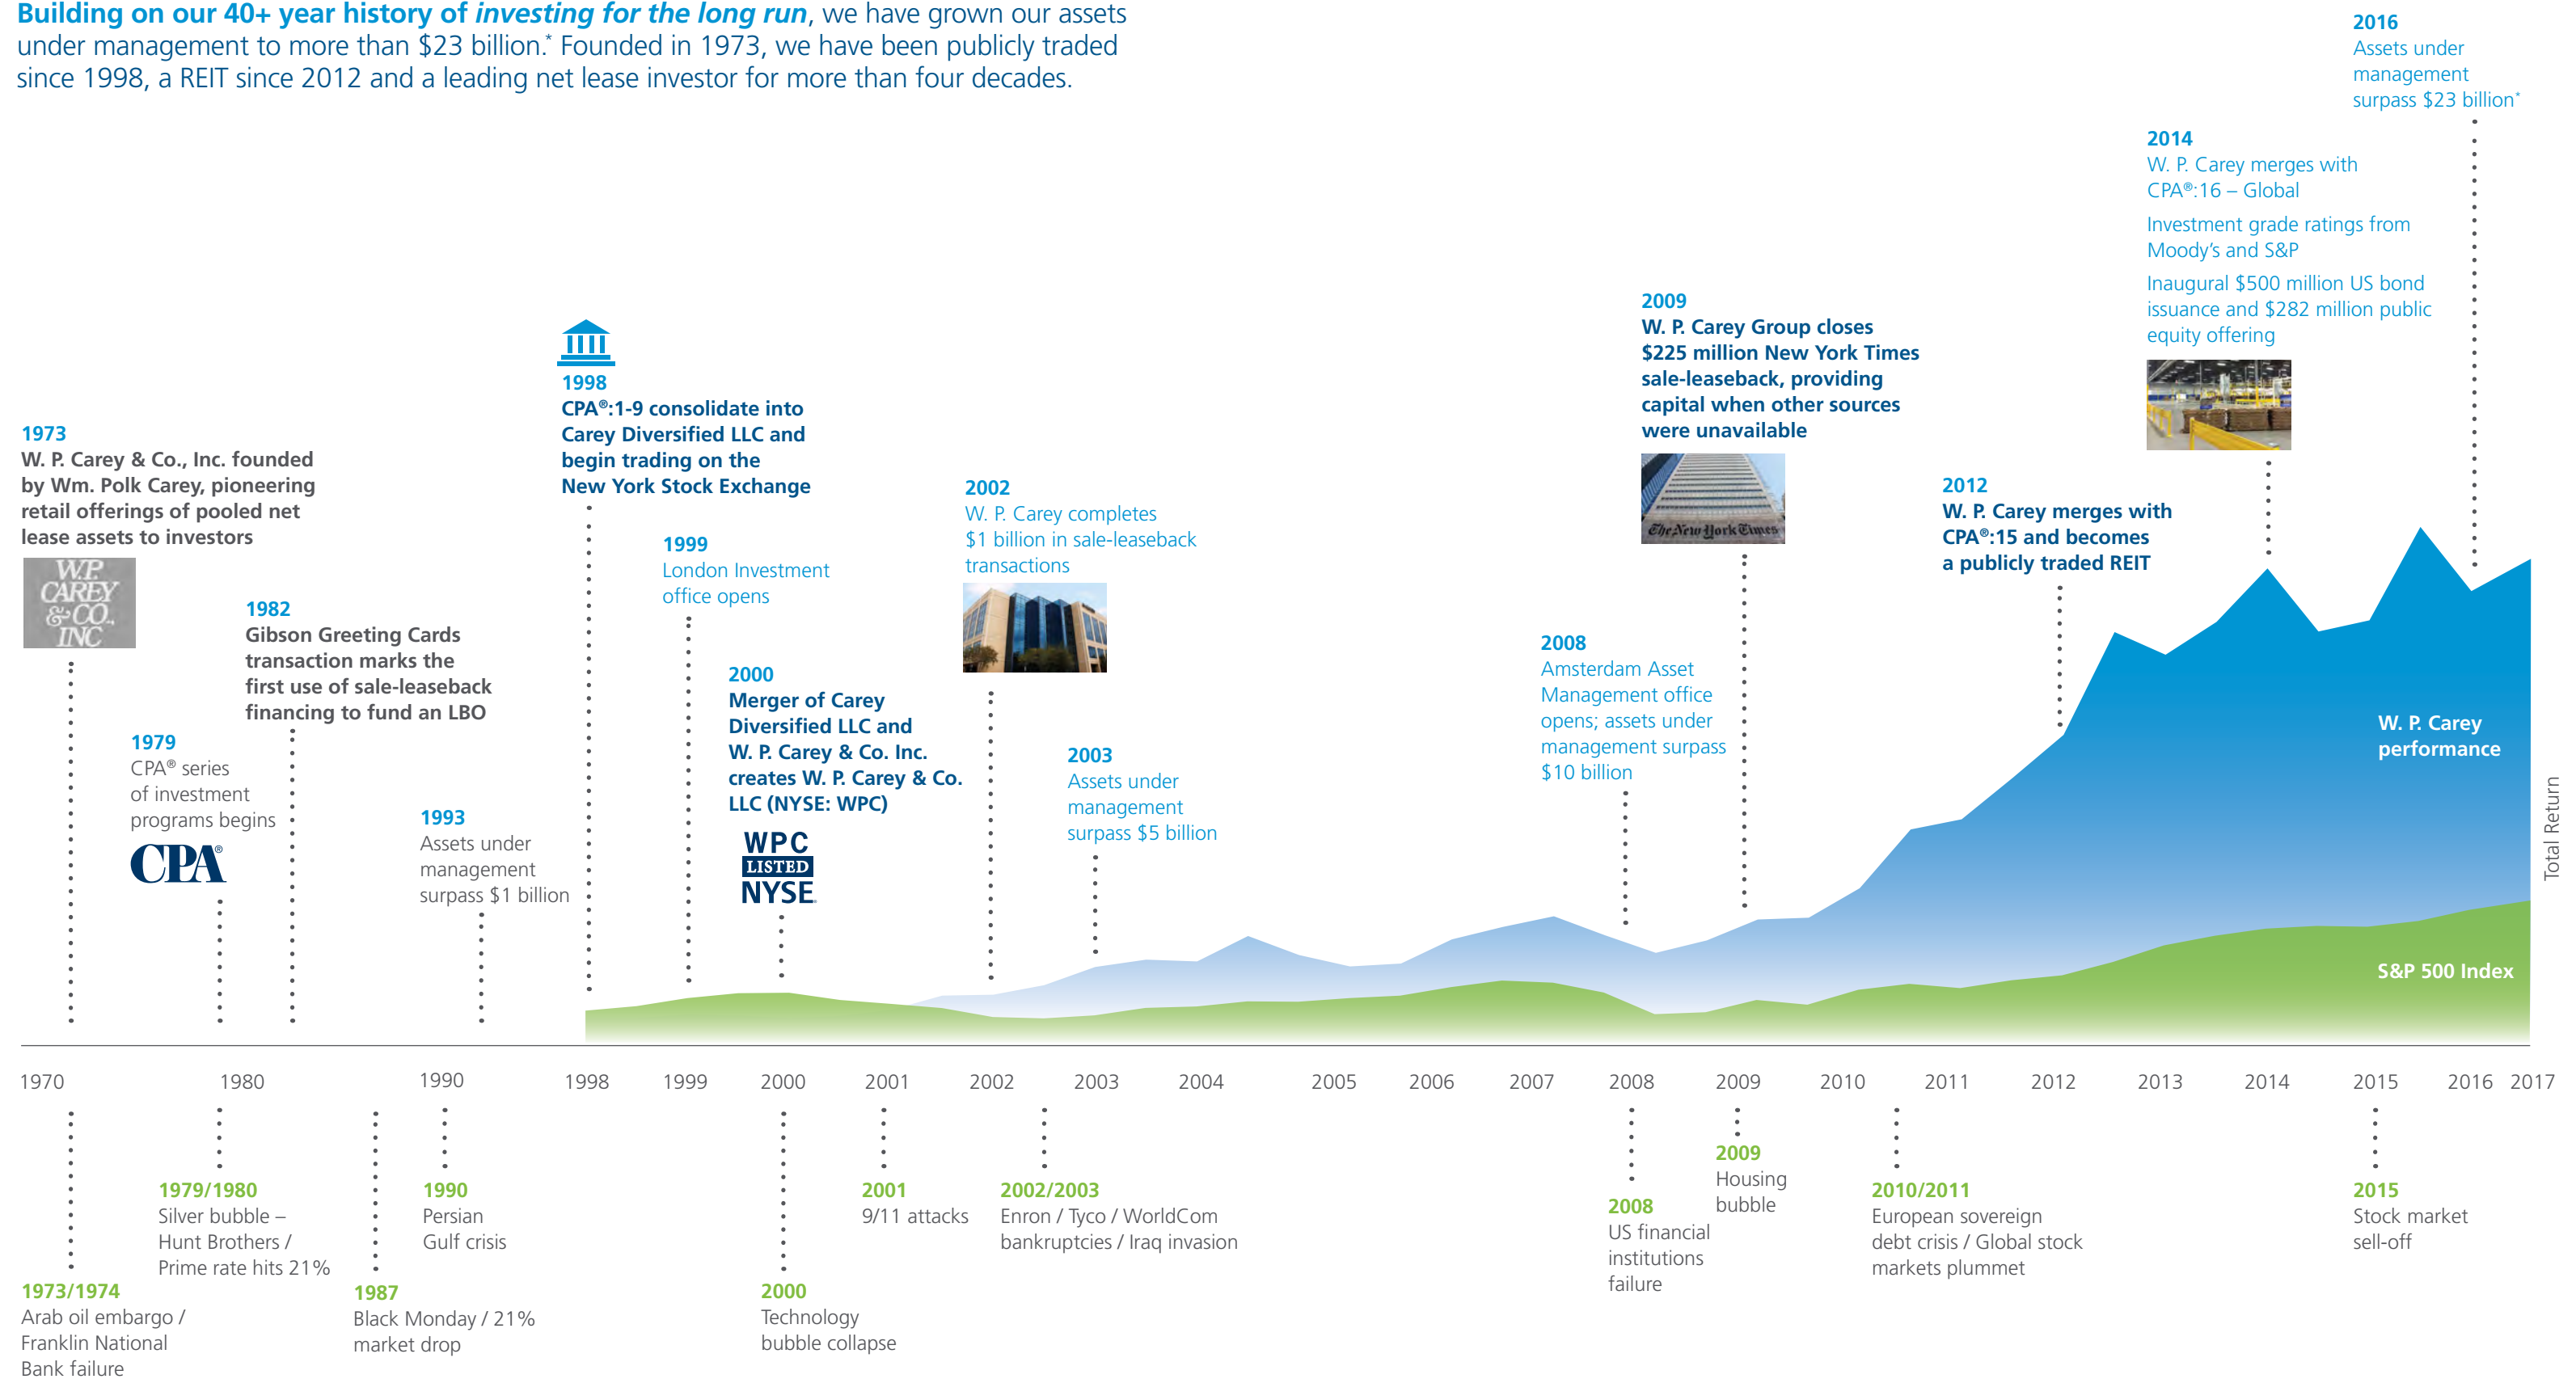 Building on our 40+ year history of investing for the long run, we have grown our assets
under management to more than $23 billion.* Founded in 1973, we have been publicly traded
since 1998, a REIT since 2012 and a leading net lease investor for more than four decades.
1973
W. P. Carey & Co., Inc. founded
by Wm. Polk Carey, pioneering
retail offerings of pooled net
lease assets to investors
W.P.
CAREY
& CO.,
INC
1979
CPA® series
of investment
programs begins
CPA®
1982
Gibson Greeting Cards
transaction marks the
first use of sale-leaseback
financing to fund an LBO
1993
Assets under
management
surpass $1 billion
1998
CPA®:1-9 consolidate into
Carey Diversified LLC and
begin trading on the
New York Stock Exchange
1999
London Investment
office opens
2000
Merger of Carey
Diversified LLC and
W. P. Carey & Co. Inc.
creates W. P. Carey & Co.
LLC (NYSE: WPC)
WPC
LISTED
NYSE
2002
W. P. Carey completes
$1 billion in sale-leaseback
transactions
2003
Assets under
management
surpass $5 billion
2008
Amsterdam Asset
Management office
opens; assets under
management surpass
$10 billion
2009
W. P. Carey Group closes
$225 million New York Times
sale-leaseback, providing
capital when other sources
were unavailable
The New York Times
2012
W. P. Carey merges with
CPA®:15 and becomes
a publicly traded REIT
2014
W. P. Carey merges with
CPA®:16 – Global
Investment grade ratings from
Moody's and S&P
Inaugural $500 million US bond
issuance and $282 million public
equity offering
2016
Assets under
management
surpass $23 billion*
W. P. Carey
performance
S&P 500 Index
Total Return
1970 1980 1990 1998 1999 2000 2001 2002 2003 2004 2005 2006 2007 2008 2009 2010 2011 2012 2013 2014 2015 2016 2017
1973/1974
Arab oil embargo /
Franklin National
Bank failure
1979/1980
Silver bubble –
Hunt Brothers /
Prime rate hits 21%
1987
Black Monday / 21%
market drop
1990
Persian
Gulf crisis
2000
Technology
bubble collapse
2001
9/11 attacks
2002/2003
Enron / Tyco / WorldCom
bankruptcies / Iraq invasion
2008
US financial
institutions
failure
2009
Housing
bubble
2010/2011
European sovereign
debt crisis / Global stock
markets plummet
2015
Stock market
sell-off